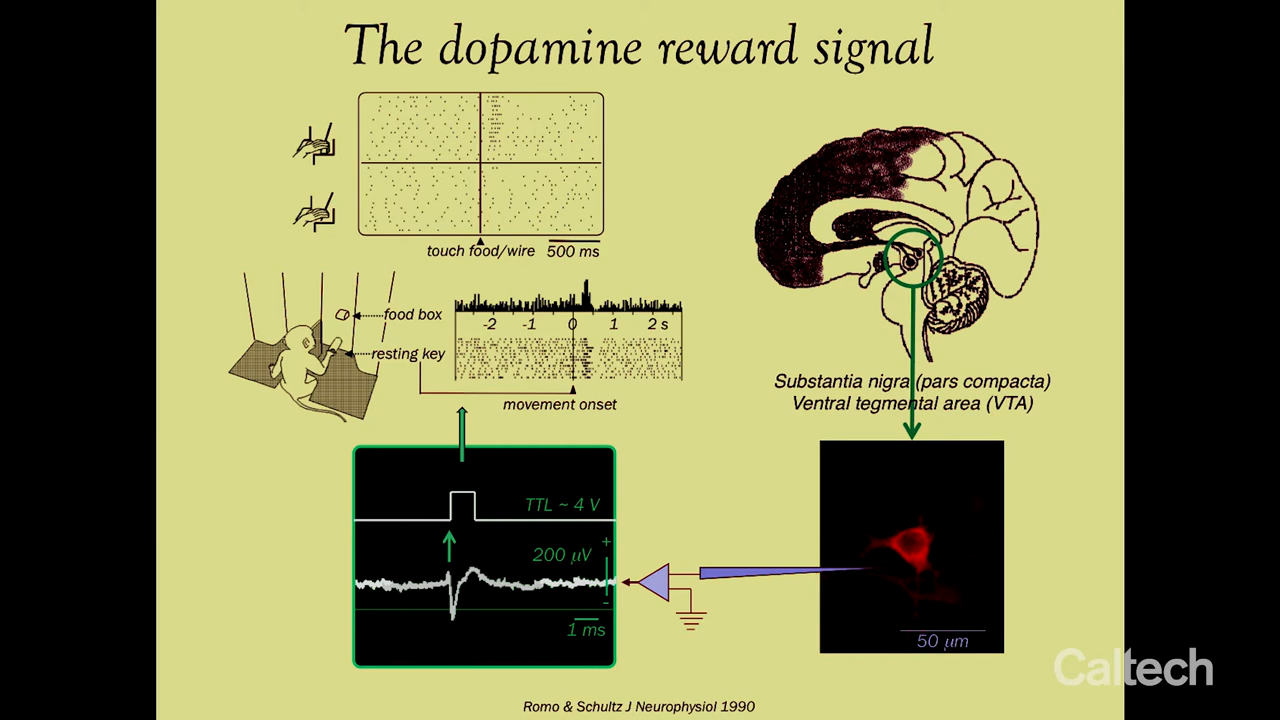 The dopamine reward signal
touch food/wire 500 ms
food box
resting key
-2 -1 0 1 2 s
movement onset
Substantia nigra (pars compacta)
Ventral tegmental area (VTA)
TTL ~ 4 V
200 µV
+
-
1 ms
50 µm
Caltech
Romo & Schultz J Neurophysiol 1990